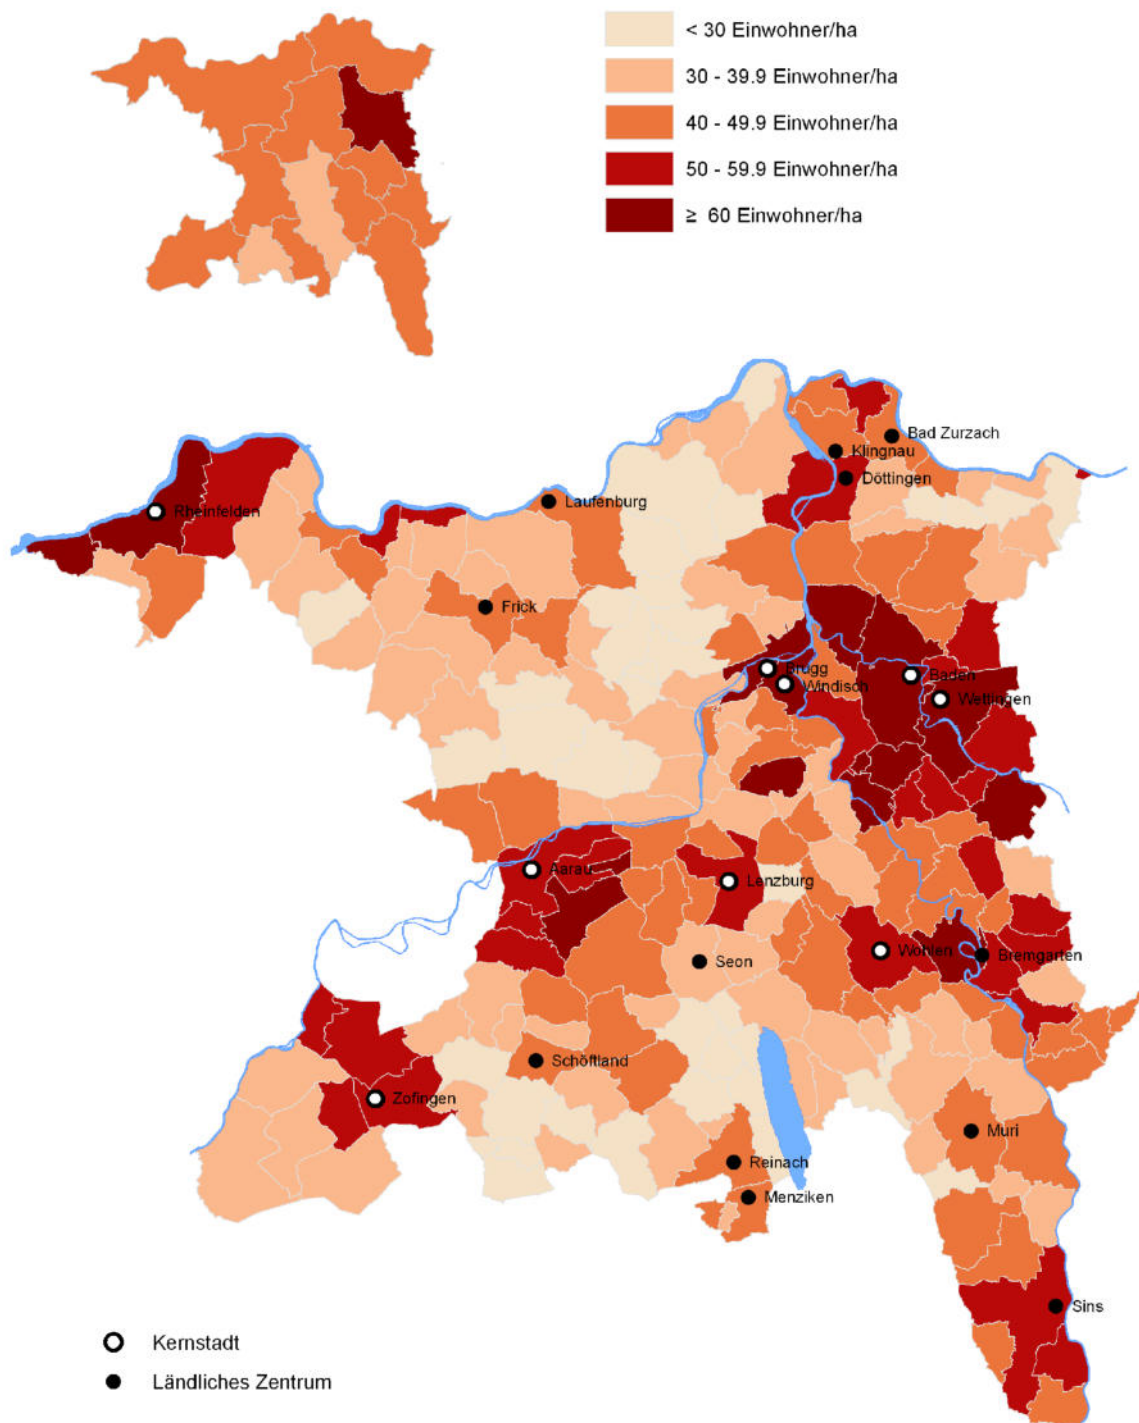 < 30 Einwohner/ha
30 - 39.9 Einwohner/ha
40 - 49.9 Einwohner/ha
50 - 59.9 Einwohner/ha
≥ 60 Einwohner/ha
Bad Zurzach
Klingnau
Döttingen
Laufenburg
Rheinfelden
Frick
Brugg
Baden
Windisch
Wettingen
Aarau
Lenzburg
Wohlen
Bremgarten
Seon
Schöftland
Zofingen
Muri
Reinach
Menziken
Sins
Kernstadt
Ländliches Zentrum